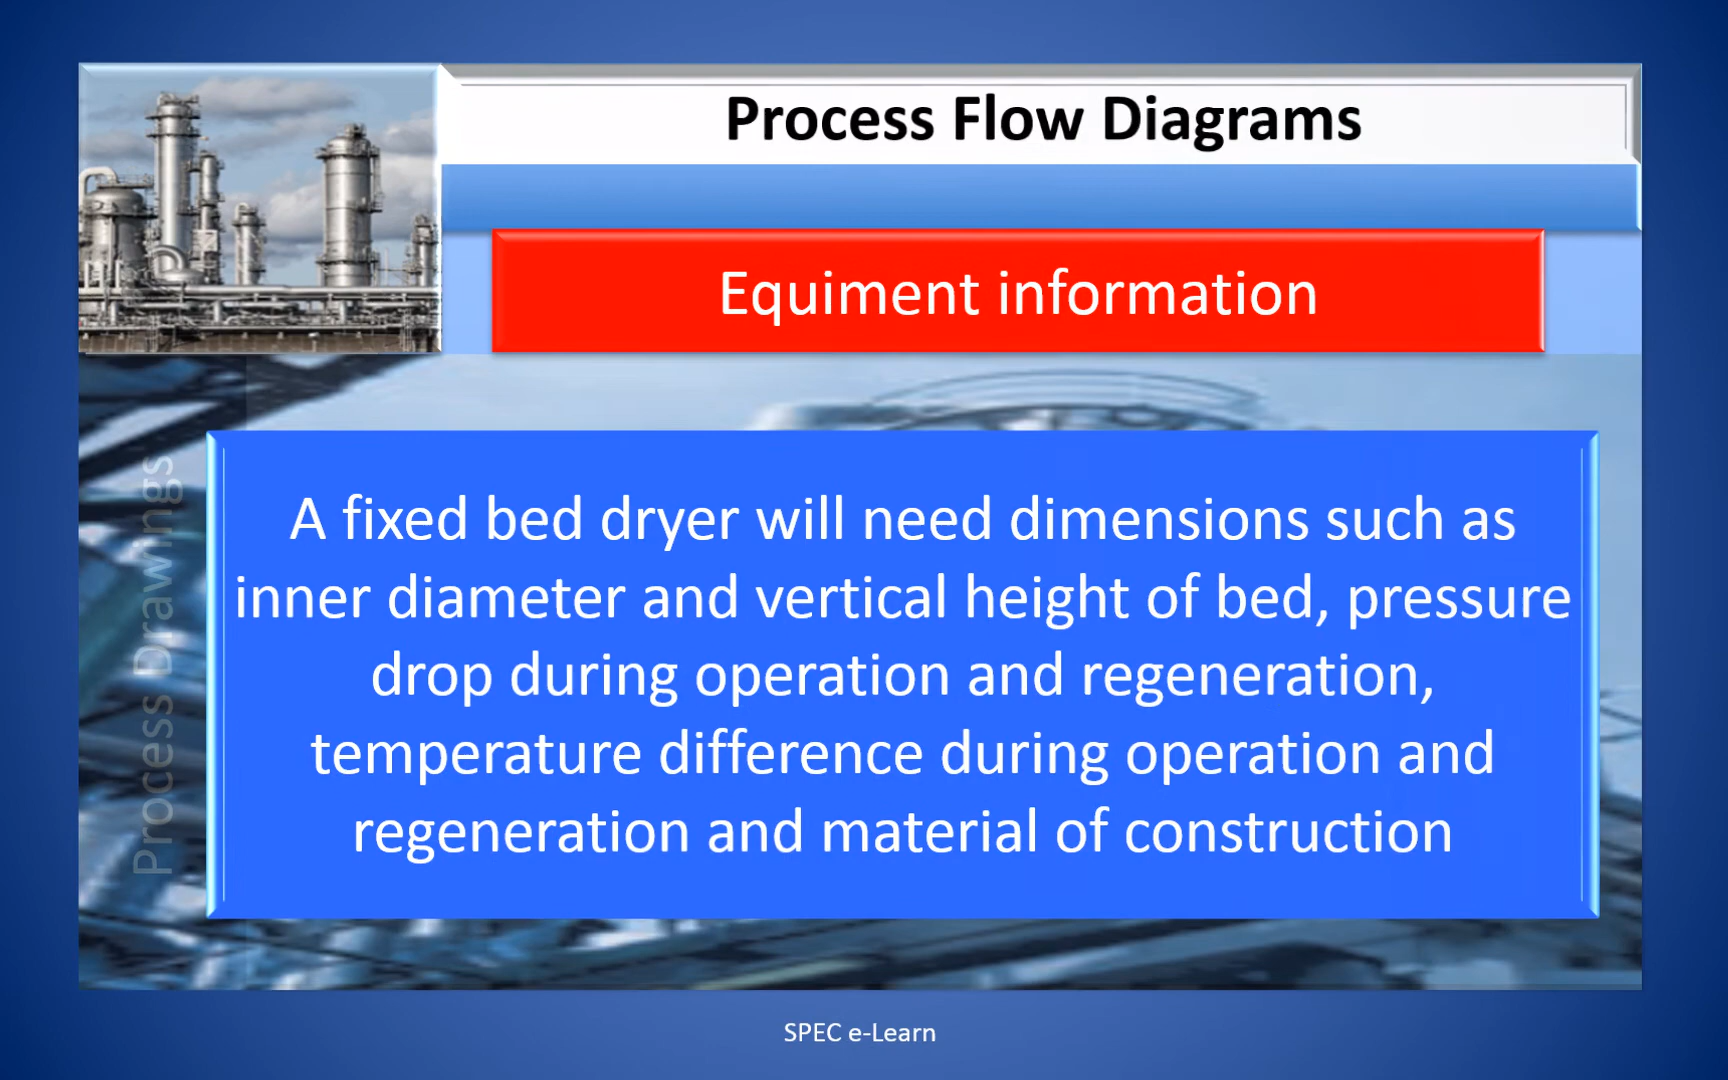 Process Flow Diagrams
Equiment information
Process Drawings
A fixed bed dryer will need dimensions such as
inner diameter and vertical height of bed, pressure
drop during operation and regeneration,
temperature difference during operation and
regeneration and material of construction
SPEC e-Learn